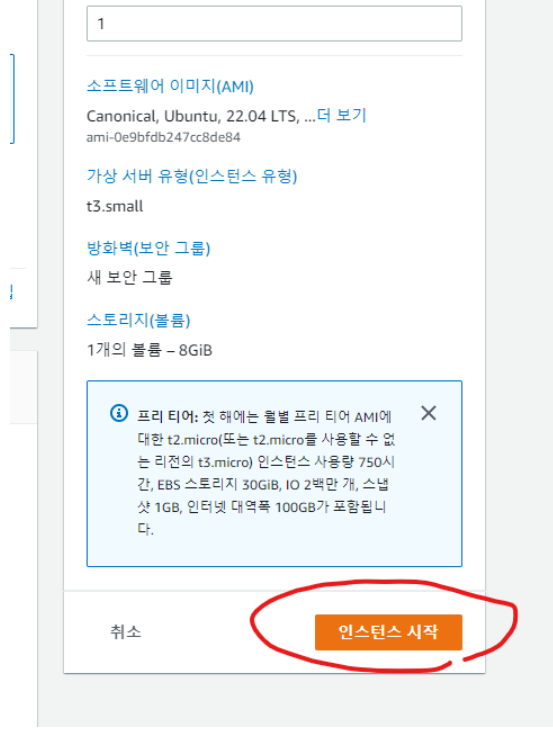 1
소프트웨어 이미지(AMI)
Canonical, Ubuntu, 22.04 LTS, ...더 보기
ami-0e9bfdb247cc8de84
가상 서버 유형(인스턴스 유형)
t3.small
방화벽(보안 그룹)
새 보안 그룹
스토리지(볼륨)
1개의 볼륨 – 8GiB
프리 티어: 첫 해에는 월별 프리 티어 AMI에
대한 t2.micro(또는 t2.micro를 사용할 수 없
는 리전의 t3.micro) 인스턴스 사용량 750시
간, EBS 스토리지 30GiB, IO 2백만 개, 스냅
샷 1GB, 인터넷 대역폭 100GB가 포함됩니
다.
취소
인스턴스 시작